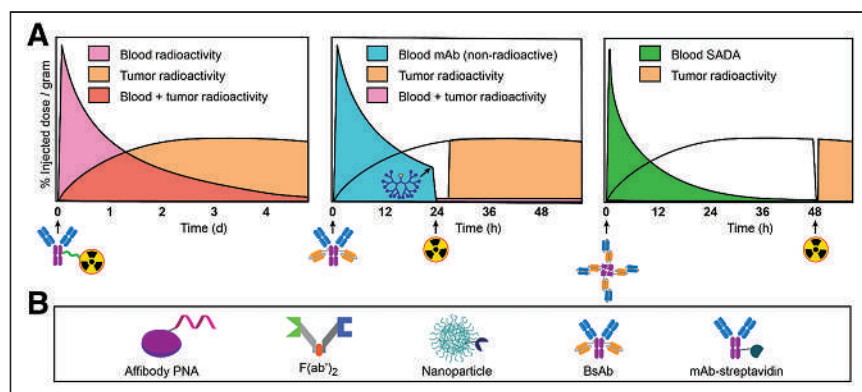 A
% Injected dose / gram
Blood radioactivity
Tumor radioactivity
Blood + tumor radioactivity
0 1 2 3 4
Time (d)
Blood mAb (non-radioactive)
Tumor radioactivity
Blood + tumor radioactivity
0 12 24 36 48
Time (h)
Blood SADA
Tumor radioactivity
0 12 24 36 48
Time (h)
B
Affibody PNA
F(ab')2
Nanoparticle
BsAb
mAb-streptavidin